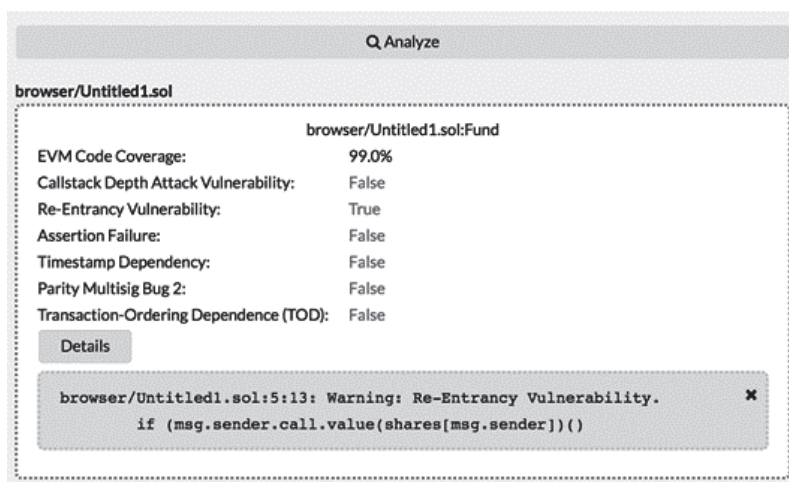 Analyze
browser/Untitled1.sol
browser/Untitled1.sol:Fund
EVM Code Coverage: 99.0%
Callstack Depth Attack Vulnerability: False
Re-Entrancy Vulnerability: True
Assertion Failure: False
Timestamp Dependency: False
Parity Multisig Bug 2: False
Transaction-Ordering Dependence (TOD): False
Details
browser/Untitled1.sol:5:13: Warning: Re-Entrancy Vulnerability.
if (msg.sender.call.value(shares[msg.sender])()